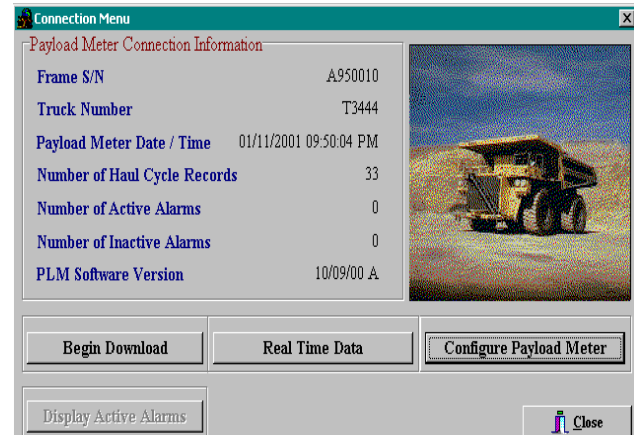 Connection Menu
Payload Meter Connection Information
Frame S/N A950010
Truck Number T3444
Payload Meter Date / Time 01/11/2001 09:50:04 PM
Number of Haul Cycle Records 33
Number of Active Alarms 0
Number of Inactive Alarms 0
PLM Software Version 10/09/00 A
Begin Download Real Time Data Configure Payload Meter
Display Active Alarms Close